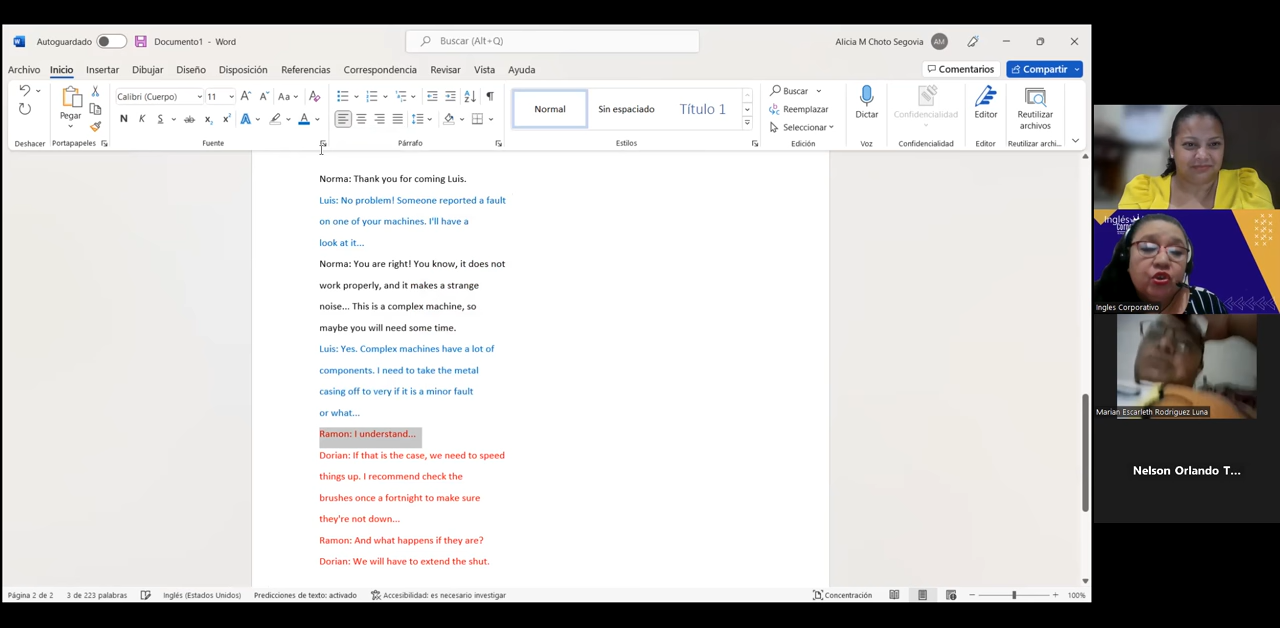 Autoguardado
Documento1 - Word
Buscar (Alt+Q)
Alicia M Choto Segovia AM
Archivo Inicio Insertar Dibujar Diseño Disposición Referencias Correspondencia Revisar Vista Ayuda
Comentarios Compartir
Pegar
Calibri (Cuerpo) 11
Aa
N K S ab x₂ x²
A A
Normal Sin espaciado Título 1
Buscar
Reemplazar
Seleccionar
Dictar
Confidencialidad
Editor
Reutilizar
archivos
Deshacer Portapapeles Fuente Párrafo Estilos Edición Voz Confidencialidad Editor Reutilizar archi...
Norma: Thank you for coming Luis.
Luis: No problem! Someone reported a fault
on one of your machines. I'll have a
look at it...
Norma: You are right! You know, it does not
work properly, and it makes a strange
noise... This is a complex machine, so
maybe you will need some time.
Luis: Yes. Complex machines have a lot of
components. I need to take the metal
casing off to very if it is a minor fault
or what...
Ramon: I understand...
Dorian: If that is the case, we need to speed
things up. I recommend check the
brushes once a fortnight to make sure
they're not down...
Ramon: And what happens if they are?
Dorian: We will have to extend the shut.
Página 2 de 2 3 de 223 palabras Inglés (Estados Unidos) Predicciones de texto: activado Accesibilidad: es necesario investigar
Concentración 100%
Inglés
Ingles Corporativo
Marian Escarleth Rodriguez Luna
Nelson Orlando T...